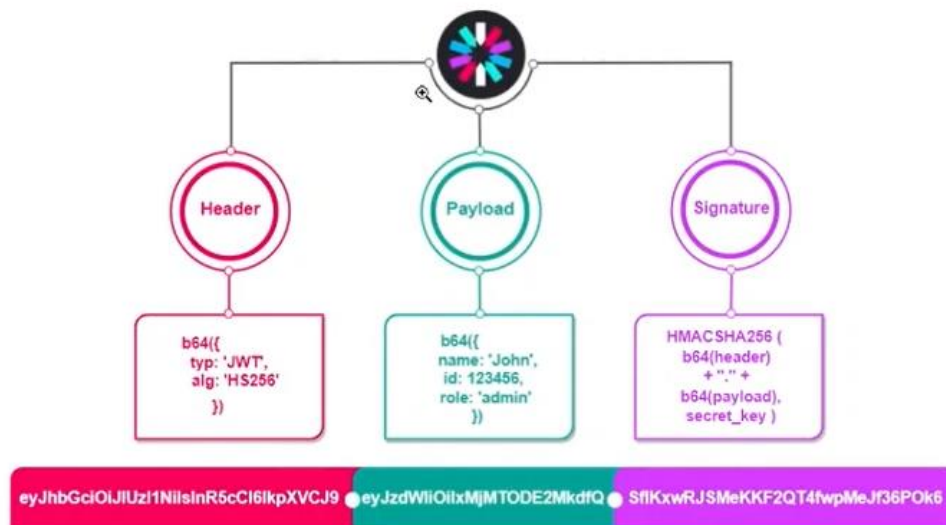 Header
Payload
Signature
b64({
typ: 'JWT',
alg: 'HS256'
})
b64({
name: 'John',
id: 123456,
role: 'admin'
})
HMACSHA256 (
b64(header)
+ "." +
b64(payload),
secret_key )
eyJhbGciOiJIUzI1NiIsInR5cCI6IkpXVCJ9
eyJzdWIiOiIxMjMTODE2MkdfQ
SflKxwRJSMeKKF2QT4fwpMeJf36POk6